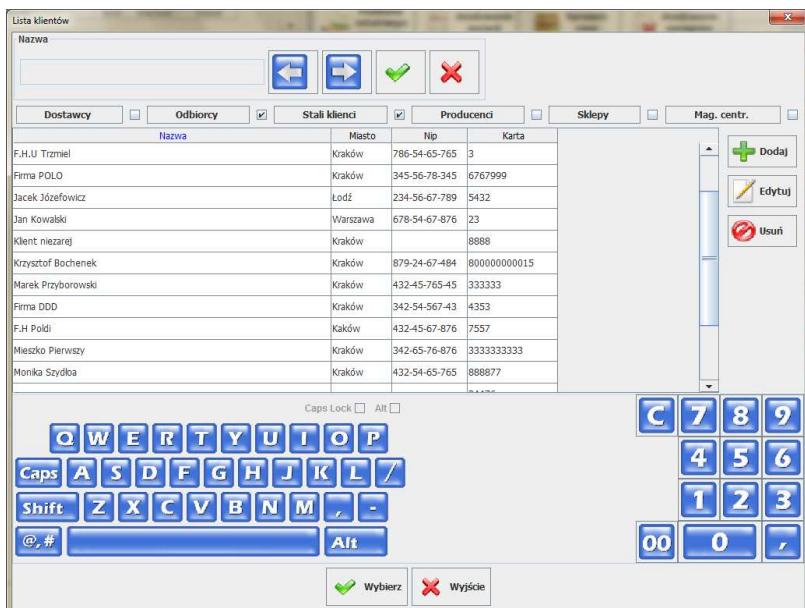 Lista klientów
Nazwa
Dostawcy Odbiorcy Stali klienci Producenci Sklepy Mag. centr.
Nazwa Miasto Nip Karta
F.H.U Trzmiel Kraków 786-54-65-765 3
Firma POLO Kraków 345-56-78-345 6767999
Jacek Józefowicz Łodź 234-56-67-789 5432
Jan Kowalski Warszawa 678-54-67-876 23
Klient niezarej Kraków 8888
Krzysztof Bochenek Kraków 879-24-67-484 800000000015
Marek Przyborowski Kraków 432-45-765-45 333333
Firma DDD Kraków 342-54-567-43 4353
F.H Poldi Kaków 432-45-67-876 7557
Mieszko Pierwszy Kraków 342-65-76-876 3333333333
Monika Szydłoa Kraków 432-54-65-765 888877
Dodaj
Edytuj
Usuń
Caps Lock Alt
Q W E R T Y U I O P
Caps A S D F G H J K L /
Shift Z X C V B N M , -
@,# Alt
C 7 8 9
4 5 6
1 2 3
00 0 ,
Wybierz Wyjście